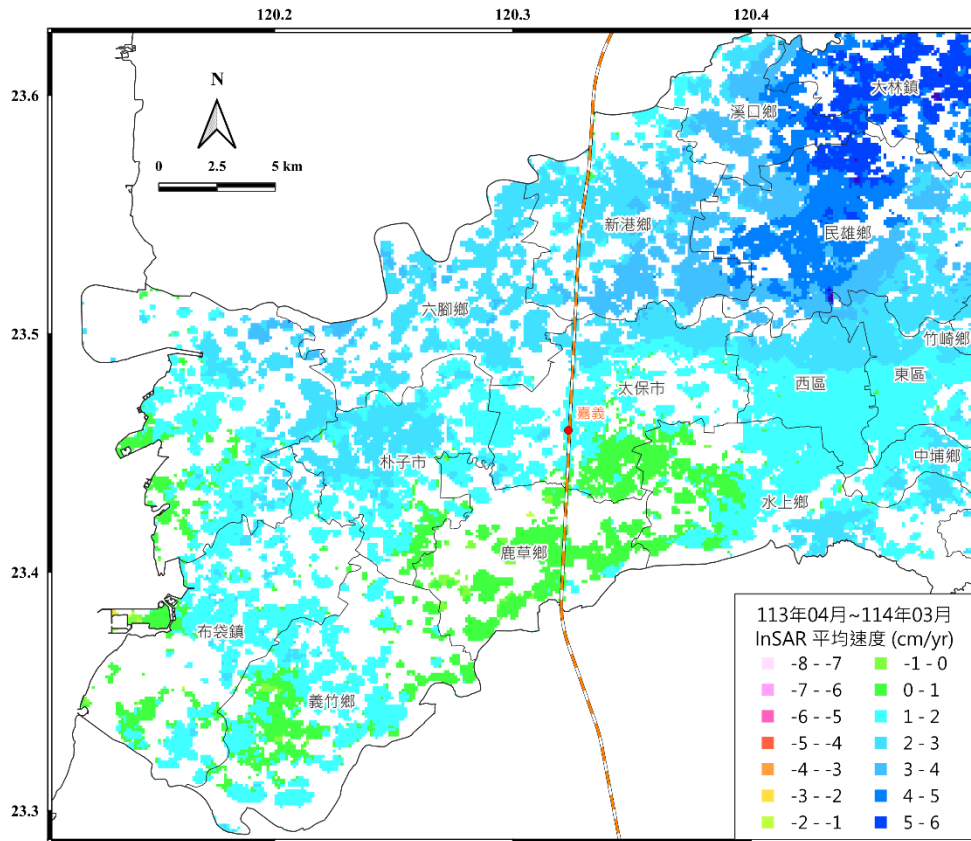 120.2
120.3
120.4
23.6
23.5
23.4
23.3
N
0
2.5
5 km
大林鎮
溪口鄉
新港鄉
民雄鄉
六腳鄉
竹崎鄉
太保市
西區
東區
嘉義
朴子市
中埔鄉
水上鄉
鹿草鄉
布袋鎮
義竹鄉
113年04月~114年03月
InSAR 平均速度 (cm/yr)
-8 - -7
-7 - -6
-6 - -5
-5 - -4
-4 - -3
-3 - -2
-2 - -1
-1 - 0
0 - 1
1 - 2
2 - 3
3 - 4
4 - 5
5 - 6